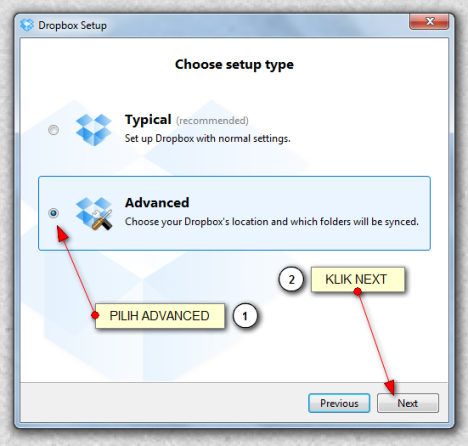 Dropbox Setup
Choose setup type
Typical (recommended)
Set up Dropbox with normal settings.
Advanced
Choose your Dropbox's location and which folders will be synced.
2 KLIK NEXT
PILIH ADVANCED 1
Previous Next